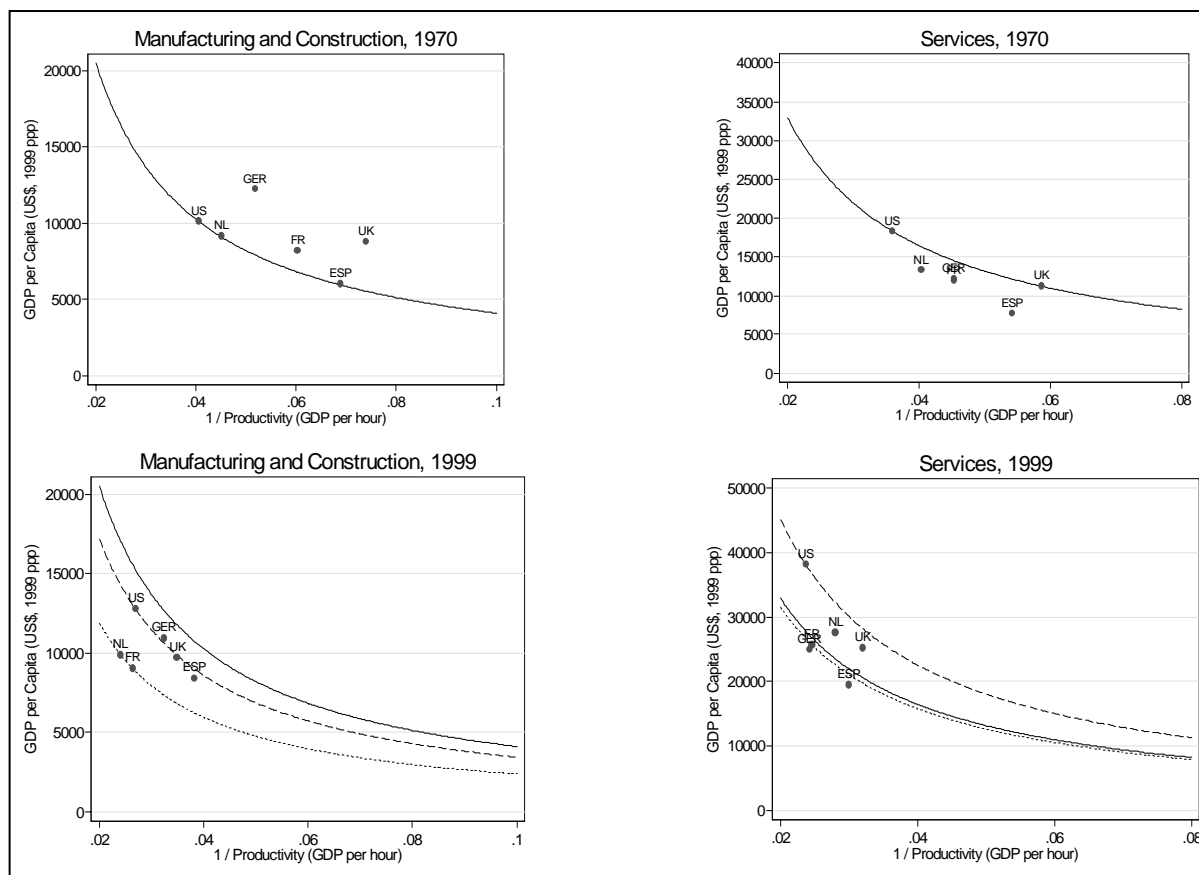 Manufacturing and Construction, 1970
GDP per Capita (US$, 1999 ppp)
20000
15000
10000
5000
0
GER
US
NL
FR
UK
ESP
.02 .04 .06 .08 .1
1 / Productivity (GDP per hour)
Services, 1970
GDP per Capita (US$, 1999 ppp)
40000
35000
30000
25000
20000
15000
10000
5000
0
US
NL
GER
UK
ESP
.02 .04 .06 .08
1 / Productivity (GDP per hour)
Manufacturing and Construction, 1999
GDP per Capita (US$, 1999 ppp)
20000
15000
10000
5000
0
US
GER
NL
UK
FR
ESP
.02 .04 .06 .08 .1
1 / Productivity (GDP per hour)
Services, 1999
GDP per Capita (US$, 1999 ppp)
50000
40000
30000
20000
10000
0
US
NL
FR
GER
UK
ESP
.02 .04 .06 .08
1 / Productivity (GDP per hour)